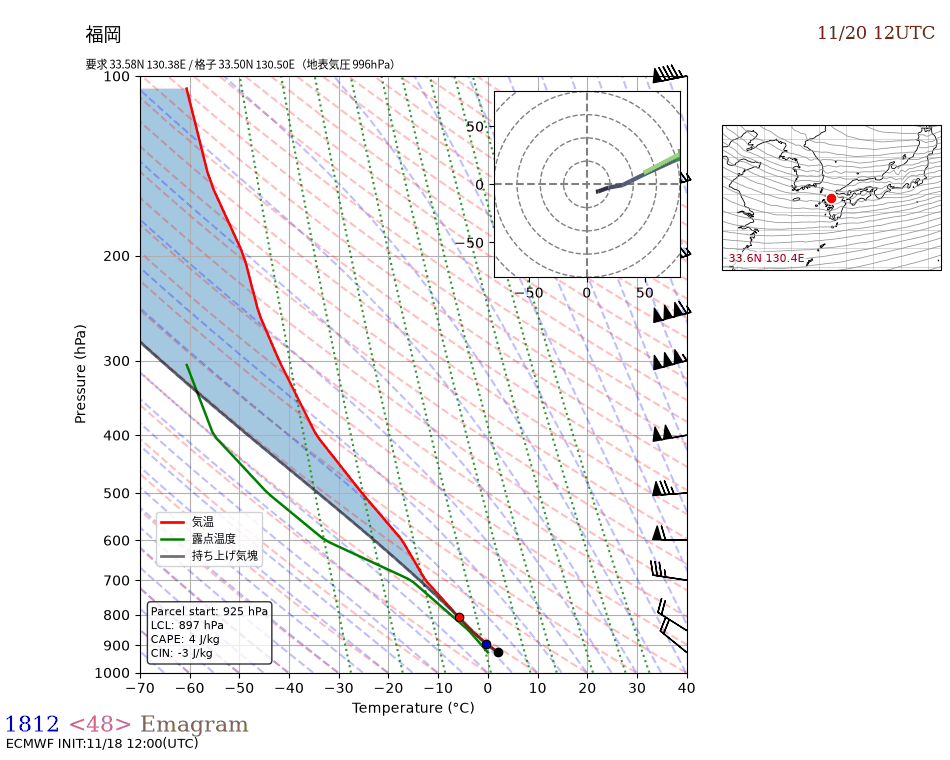 福岡
11/20 12UTC
要求 33.58N 130.38E / 格子 33.50N 130.50E（地表気圧 996hPa）
100
200
300
400
500
600
700
800
900
1000
Pressure (hPa)
50
0
−50
−50 0 50
33.6N 130.4E
気温
露点温度
持ち上げ気塊
Parcel start: 925 hPa
LCL: 897 hPa
CAPE: 4 J/kg
CIN: -3 J/kg
−70 −60 −50 −40 −30 −20 −10 0 10 20 30 40
Temperature (°C)
1812 <48> Emagram
ECMWF INIT:11/18 12:00(UTC)